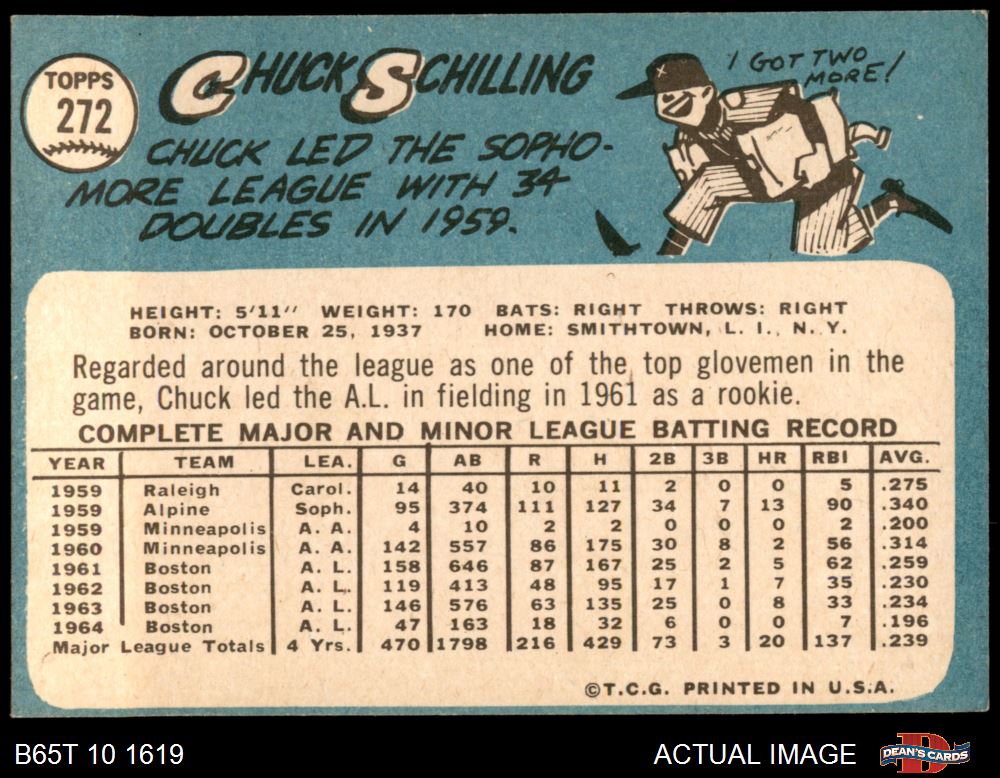 TOPPS
272
CHUCK SCHILLING
I GOT TWO
MORE!
CHUCK LED THE SOPHO-
MORE LEAGUE WITH 34
DOUBLES IN 1959.
HEIGHT: 5'11" WEIGHT: 170 BATS: RIGHT THROWS: RIGHT
BORN: OCTOBER 25, 1937 HOME: SMITHTOWN, L. I., N. Y.
Regarded around the league as one of the top glovemen in the
game, Chuck led the A.L. in fielding in 1961 as a rookie.
COMPLETE MAJOR AND MINOR LEAGUE BATTING RECORD
YEAR TEAM LEA. G AB R H 2B 3B HR RBI AVG.
1959 Raleigh Carol. 14 40 10 11 2 0 0 5 .275
1959 Alpine Soph. 95 374 111 127 34 7 13 90 .340
1959 Minneapolis A. A. 4 10 2 2 0 0 0 2 .200
1960 Minneapolis A. A. 142 557 86 175 30 8 2 56 .314
1961 Boston A. L. 158 646 87 167 25 2 5 62 .259
1962 Boston A. L. 119 413 48 95 17 1 7 35 .230
1963 Boston A. L. 146 576 63 135 25 0 8 33 .234
1964 Boston A. L. 47 163 18 32 6 0 0 7 .196
Major League Totals 4 Yrs. 470 1798 216 429 73 3 20 137 .239
©T.C.G. PRINTED IN U.S.A.
B65T 10 1619 ACTUAL IMAGE DEAN'S CARDS